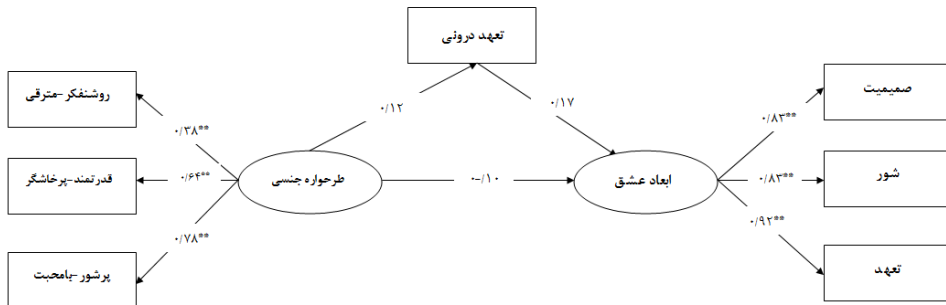 تعهد درونی
روشنفکر-مترقی
صمیمیت
۰/۱۲
۰/۱۷
۰/۳۸**
۰/۸۳**
قدرتمند-پرخاشگر
۰/۶۴**
طرحواره جنسی
۰-/۱۰
ابعاد عشق
۰/۸۳**
شور
۰/۷۸**
۰/۹۲**
پرشور-بامحبت
تعهد